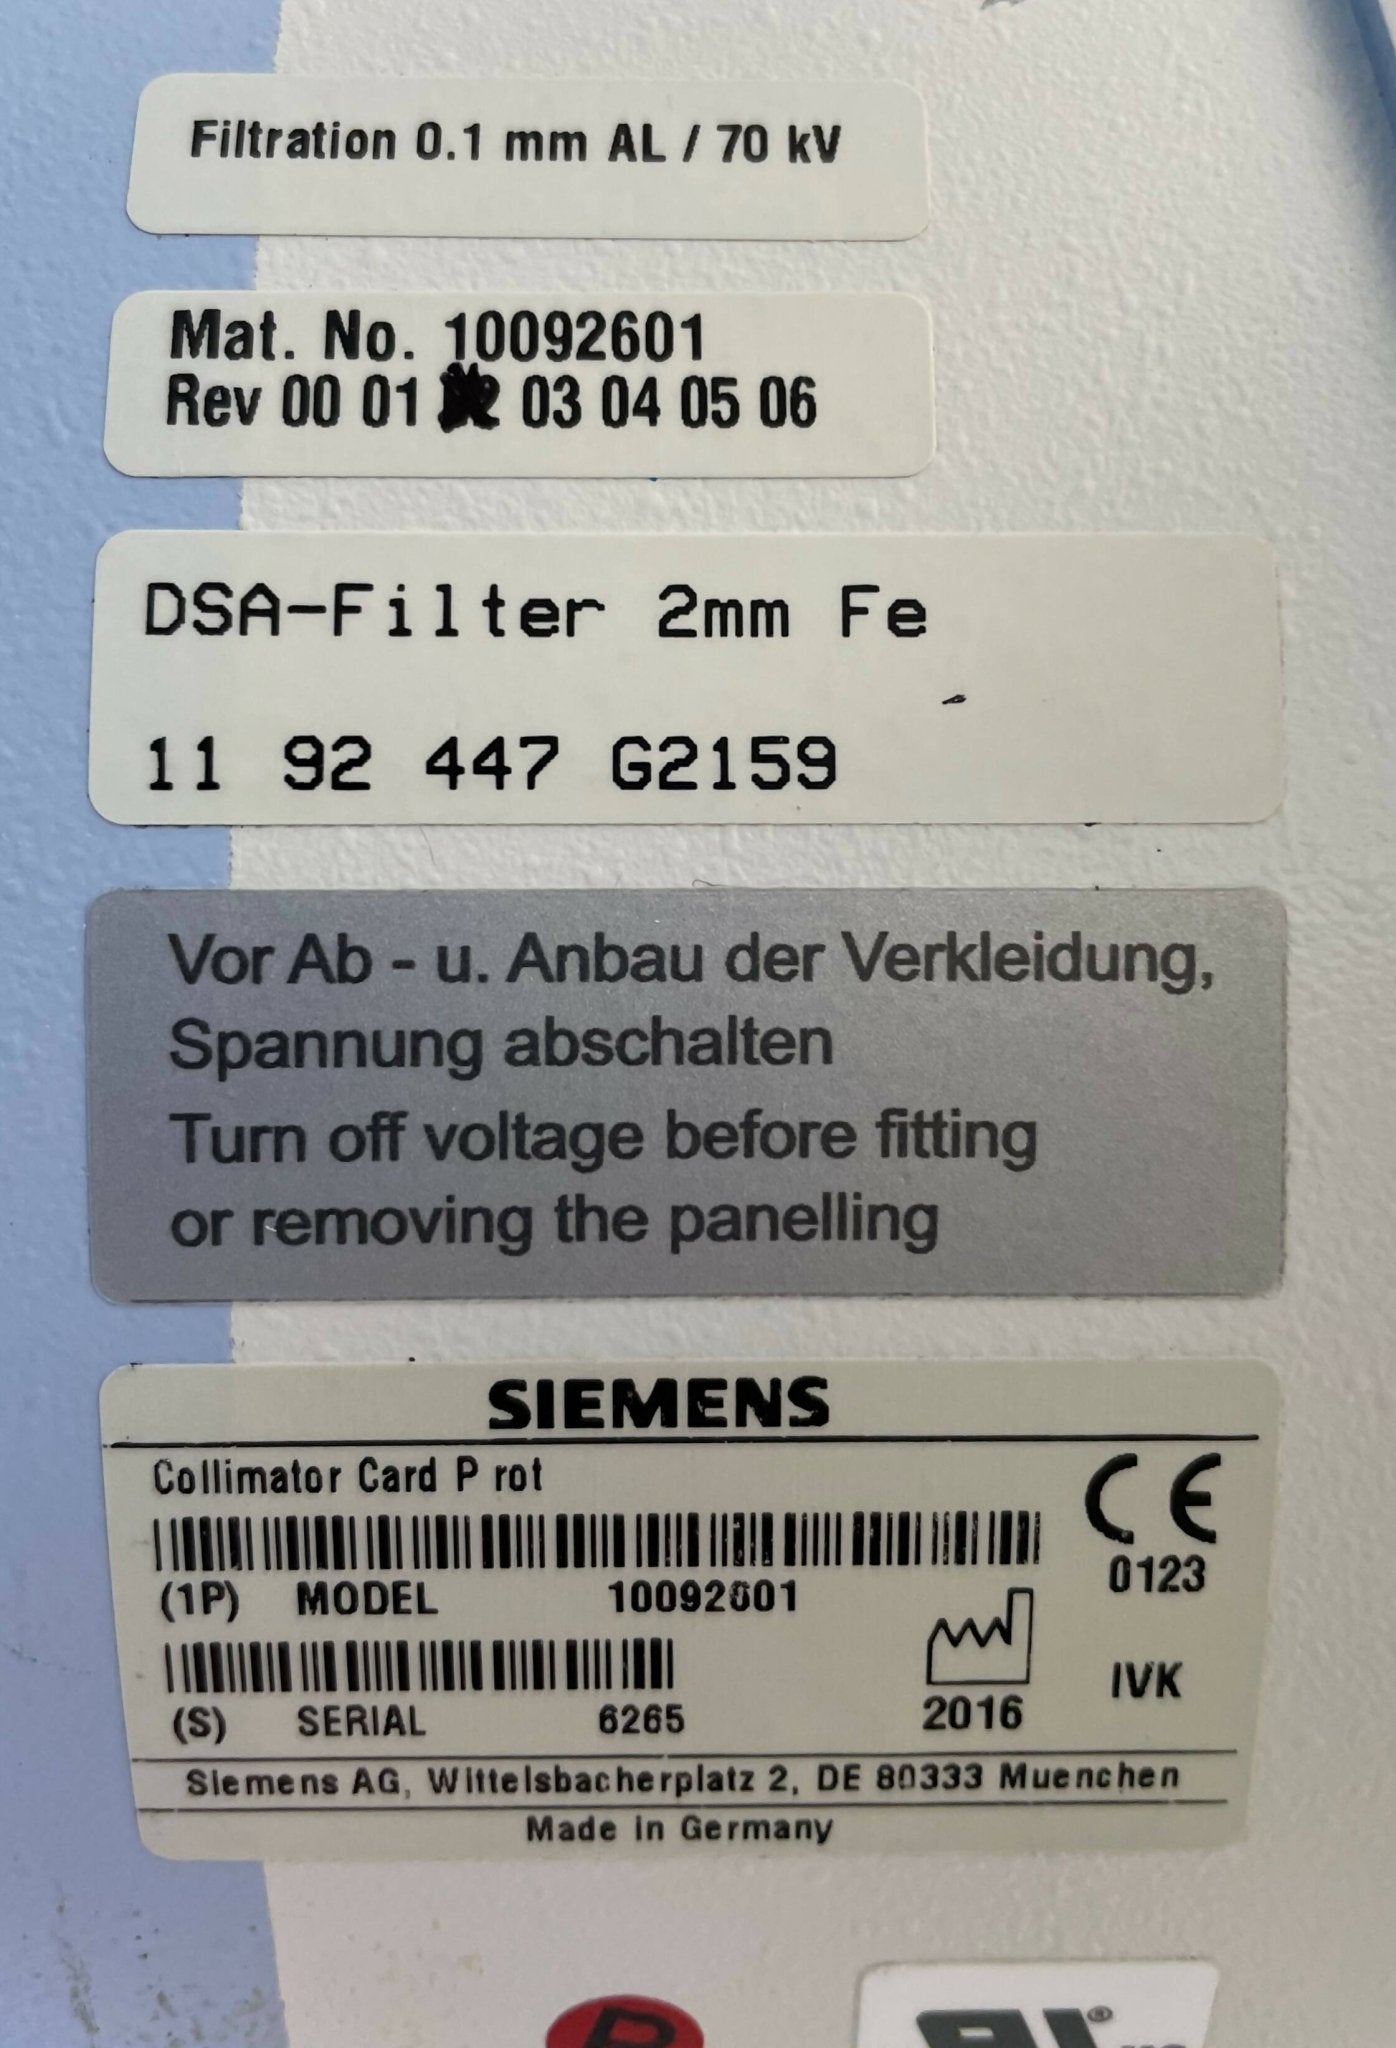 Filtration 0.1 mm AL / 70 kV
Mat. No. 10092601
Rev 00 01 03 04 05 06
DSA-Filter 2mm Fe
11 92 447 G2159
Vor Ab - u. Anbau der Verkleidung,
Spannung abschalten
Turn off voltage before fitting
or removing the panelling
SIEMENS
Collimator Card P rot
CE
0123
(1P) MODEL 10092601
IVK
(S) SERIAL 6265
2016
Siemens AG, Wittelsbacherplatz 2, DE 80333 Muenchen
Made in Germany